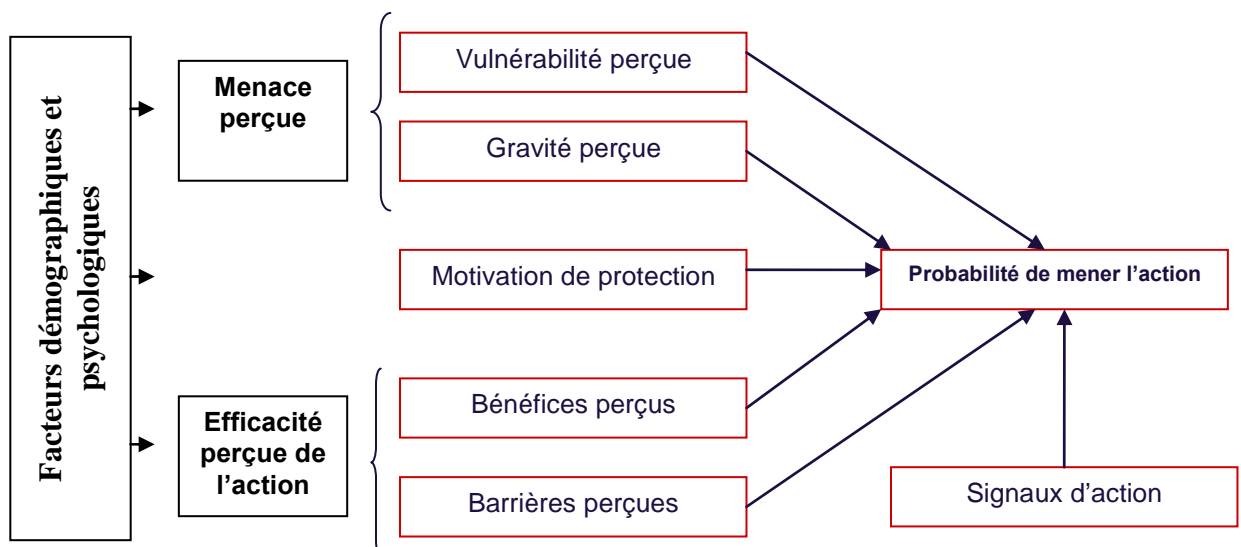 Facteurs démographiques et
psychologiques
Menace
perçue
Vulnérabilité perçue
Gravité perçue
Motivation de protection
Probabilité de mener l’action
Efficacité
perçue de
l’action
Bénéfices perçus
Barrières perçues
Signaux d’action